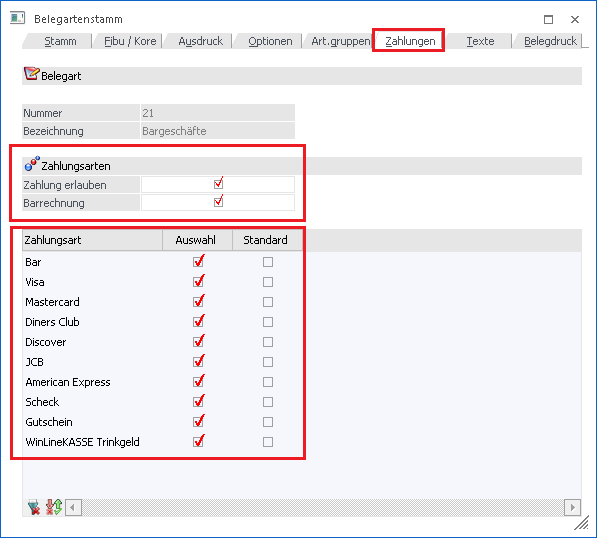 Belegartenstamm
Stamm Fibu / Kore Ausdruck Optionen Art.gruppen Zahlungen Texte Belegdruck
Belegart
Nummer 21
Bezeichnung Bargeschäfte
Zahlungsarten
Zahlung erlauben
Barrechnung
Zahlungsart Auswahl Standard
Bar
Visa
Mastercard
Diners Club
Discover
JCB
American Express
Scheck
Gutschein
WinLineKASSE Trinkgeld